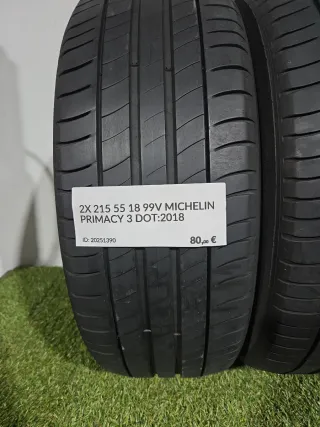 2X 215 55 18 99V MICHELIN
PRIMACY 3 DOT:2018
ID: 20251390
80,00 €